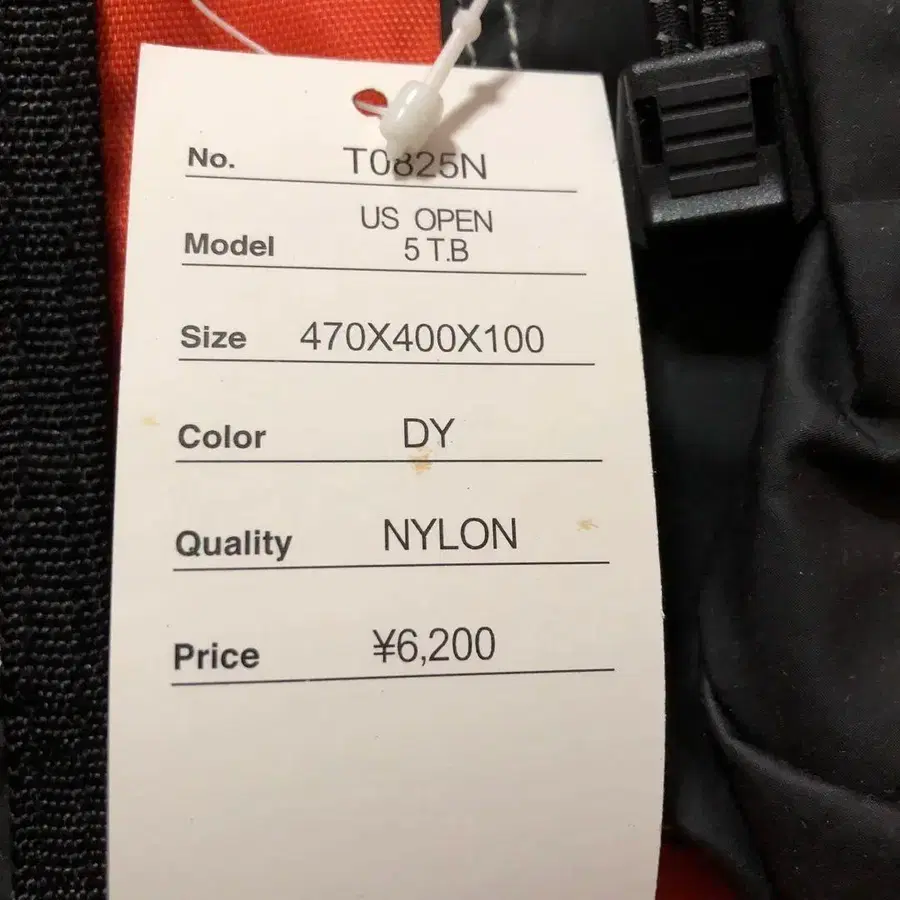 No. T0825N
Model US OPEN
5 T.B
Size 470X400X100
Color DY
Quality NYLON
Price ¥6,200